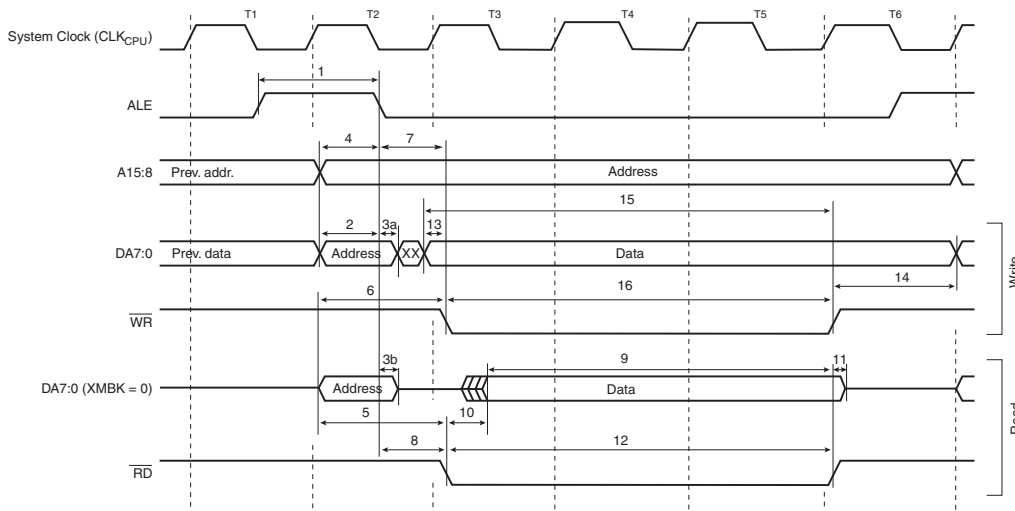 T1 T2 T3 T4 T5 T6
System Clock (CLKCPU)
1
ALE
4 7
A15:8 Prev. addr. Address
15
2 3a 13
DA7:0 Prev. data Address XX Data
6 16 14
WR
Write
3b 9 11
DA7:0 (XMBK = 0) Address Data
5 10
8 12
RD
Read